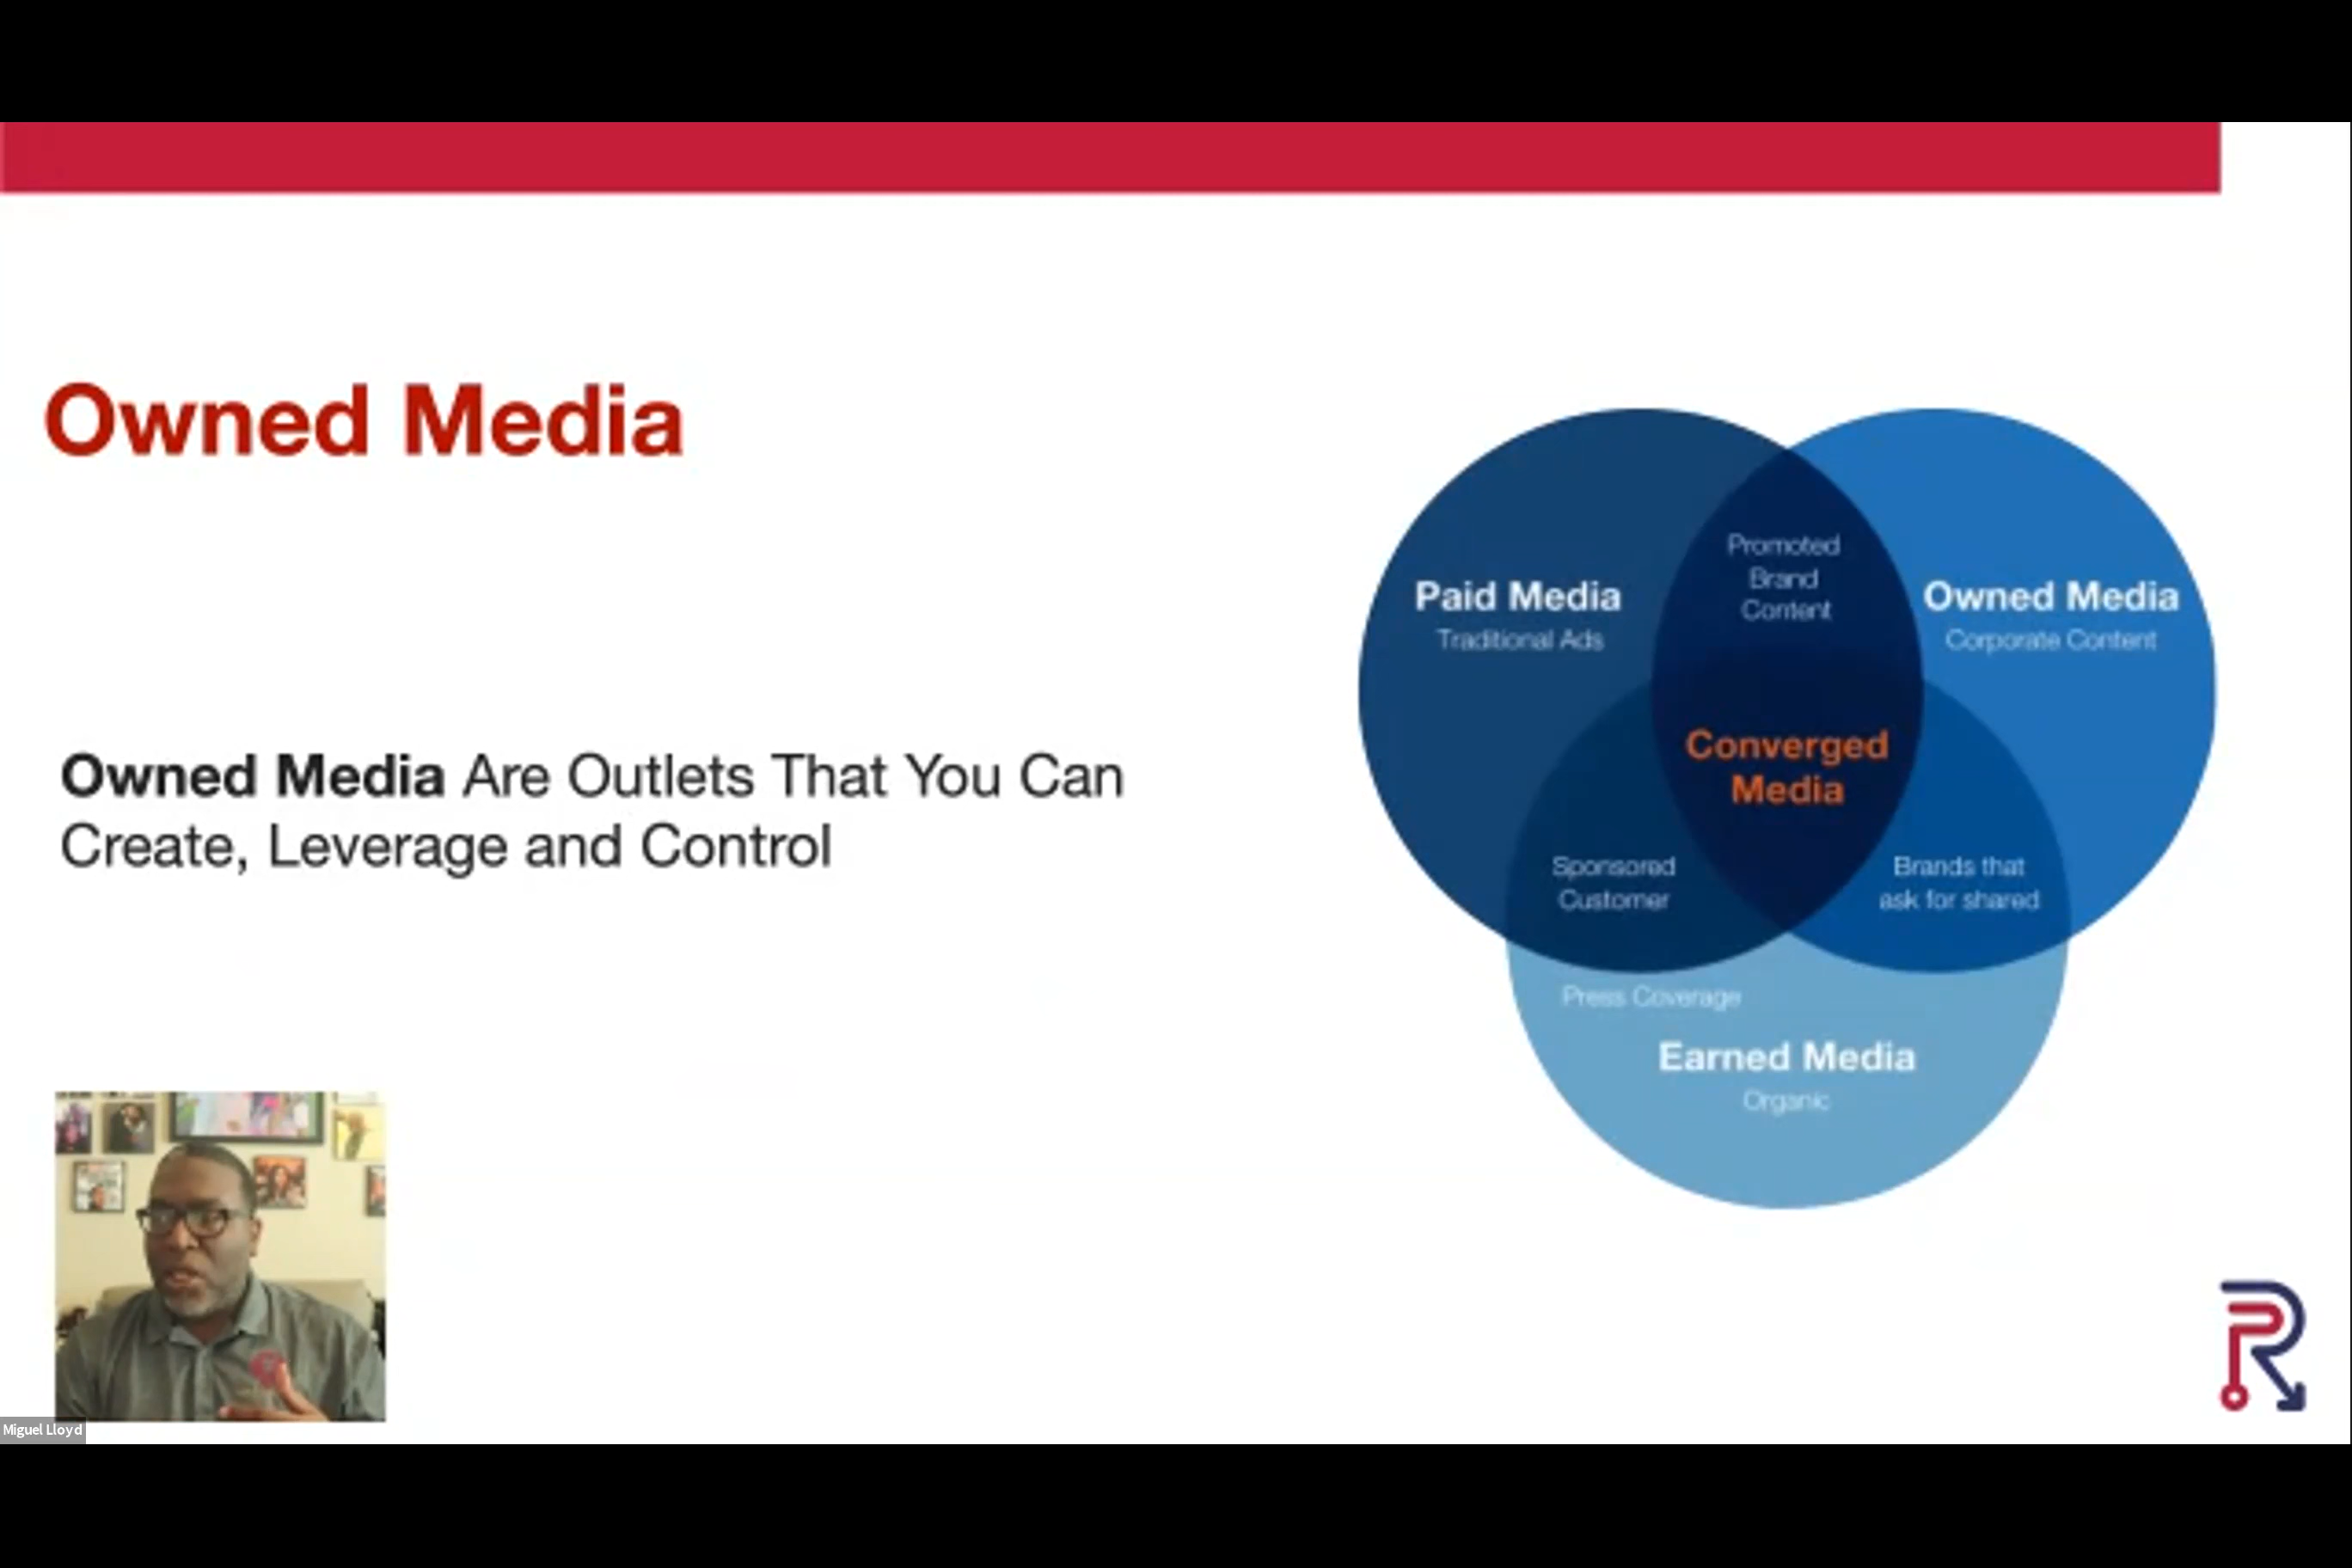 Owned Media
Owned Media Are Outlets That You Can
Create, Leverage and Control
Paid Media
Traditional Ads
Promoted
Brand
Content
Owned Media
Corporate Content
Converged
Media
Sponsored
Customer
Brands that
ask for shared
Press Coverage
Earned Media
Organic
Miguel Lloyd